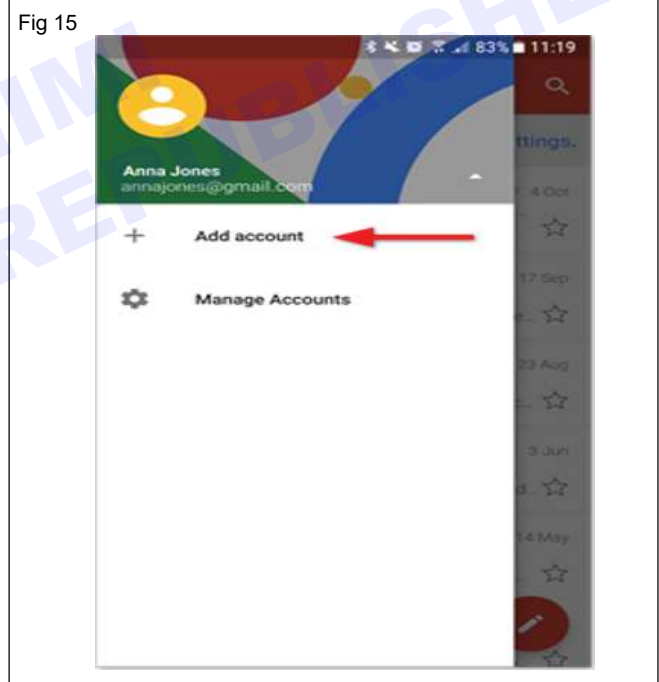 Fig 15
83% 11:19
ttings.
Anna Jones
annajones@gmail.com
4 Oct
Add account
17 Sep
e...
Manage Accounts
23 Aug
3 Jun
d...
14 May